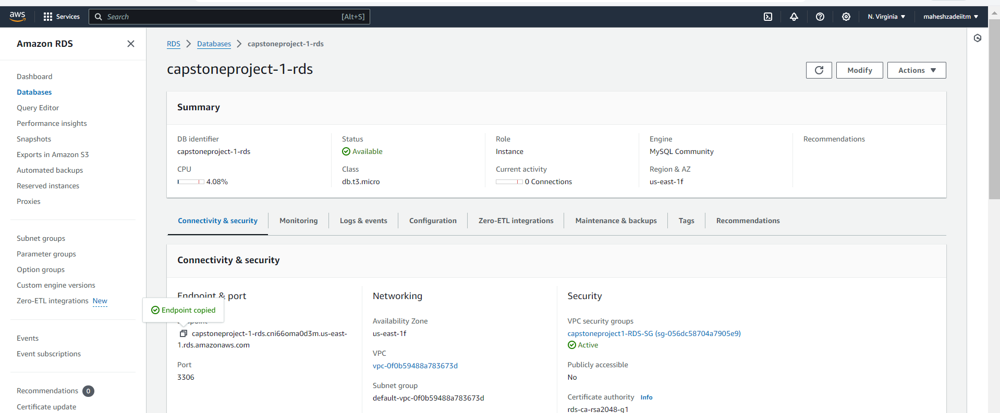 aws
Services
Search [Alt+S]
N. Virginia
maheshzadeiitm
Amazon RDS
Dashboard
Databases
Query Editor
Performance insights
Snapshots
Exports in Amazon S3
Automated backups
Reserved instances
Proxies
Subnet groups
Parameter groups
Option groups
Custom engine versions
Zero-ETL integrations New
Events
Event subscriptions
Recommendations 0
Certificate update
RDS > Databases > capstoneproject-1-rds
capstoneproject-1-rds
Modify
Actions
Summary
DB identifier
capstoneproject-1-rds
CPU
4.08%
Status
Available
Class
db.t3.micro
Role
Instance
Current activity
0 Connections
Engine
MySQL Community
Region & AZ
us-east-1f
Recommendations
Connectivity & security
Monitoring
Logs & events
Configuration
Zero-ETL integrations
Maintenance & backups
Tags
Recommendations
Connectivity & security
Endpoint & port
Endpoint copied
Endpoint
capstoneproject-1-rds.cni66oma0d3m.us-east-
1.rds.amazonaws.com
Port
3306
Networking
Availability Zone
us-east-1f
VPC
vpc-0f0b59488a783673d
Subnet group
default-vpc-0f0b59488a783673d
Security
VPC security groups
capstoneproject1-RDS-SG (sg-056dc58704a7905e9)
Active
Publicly accessible
No
Certificate authority Info
rds-ca-rsa2048-g1